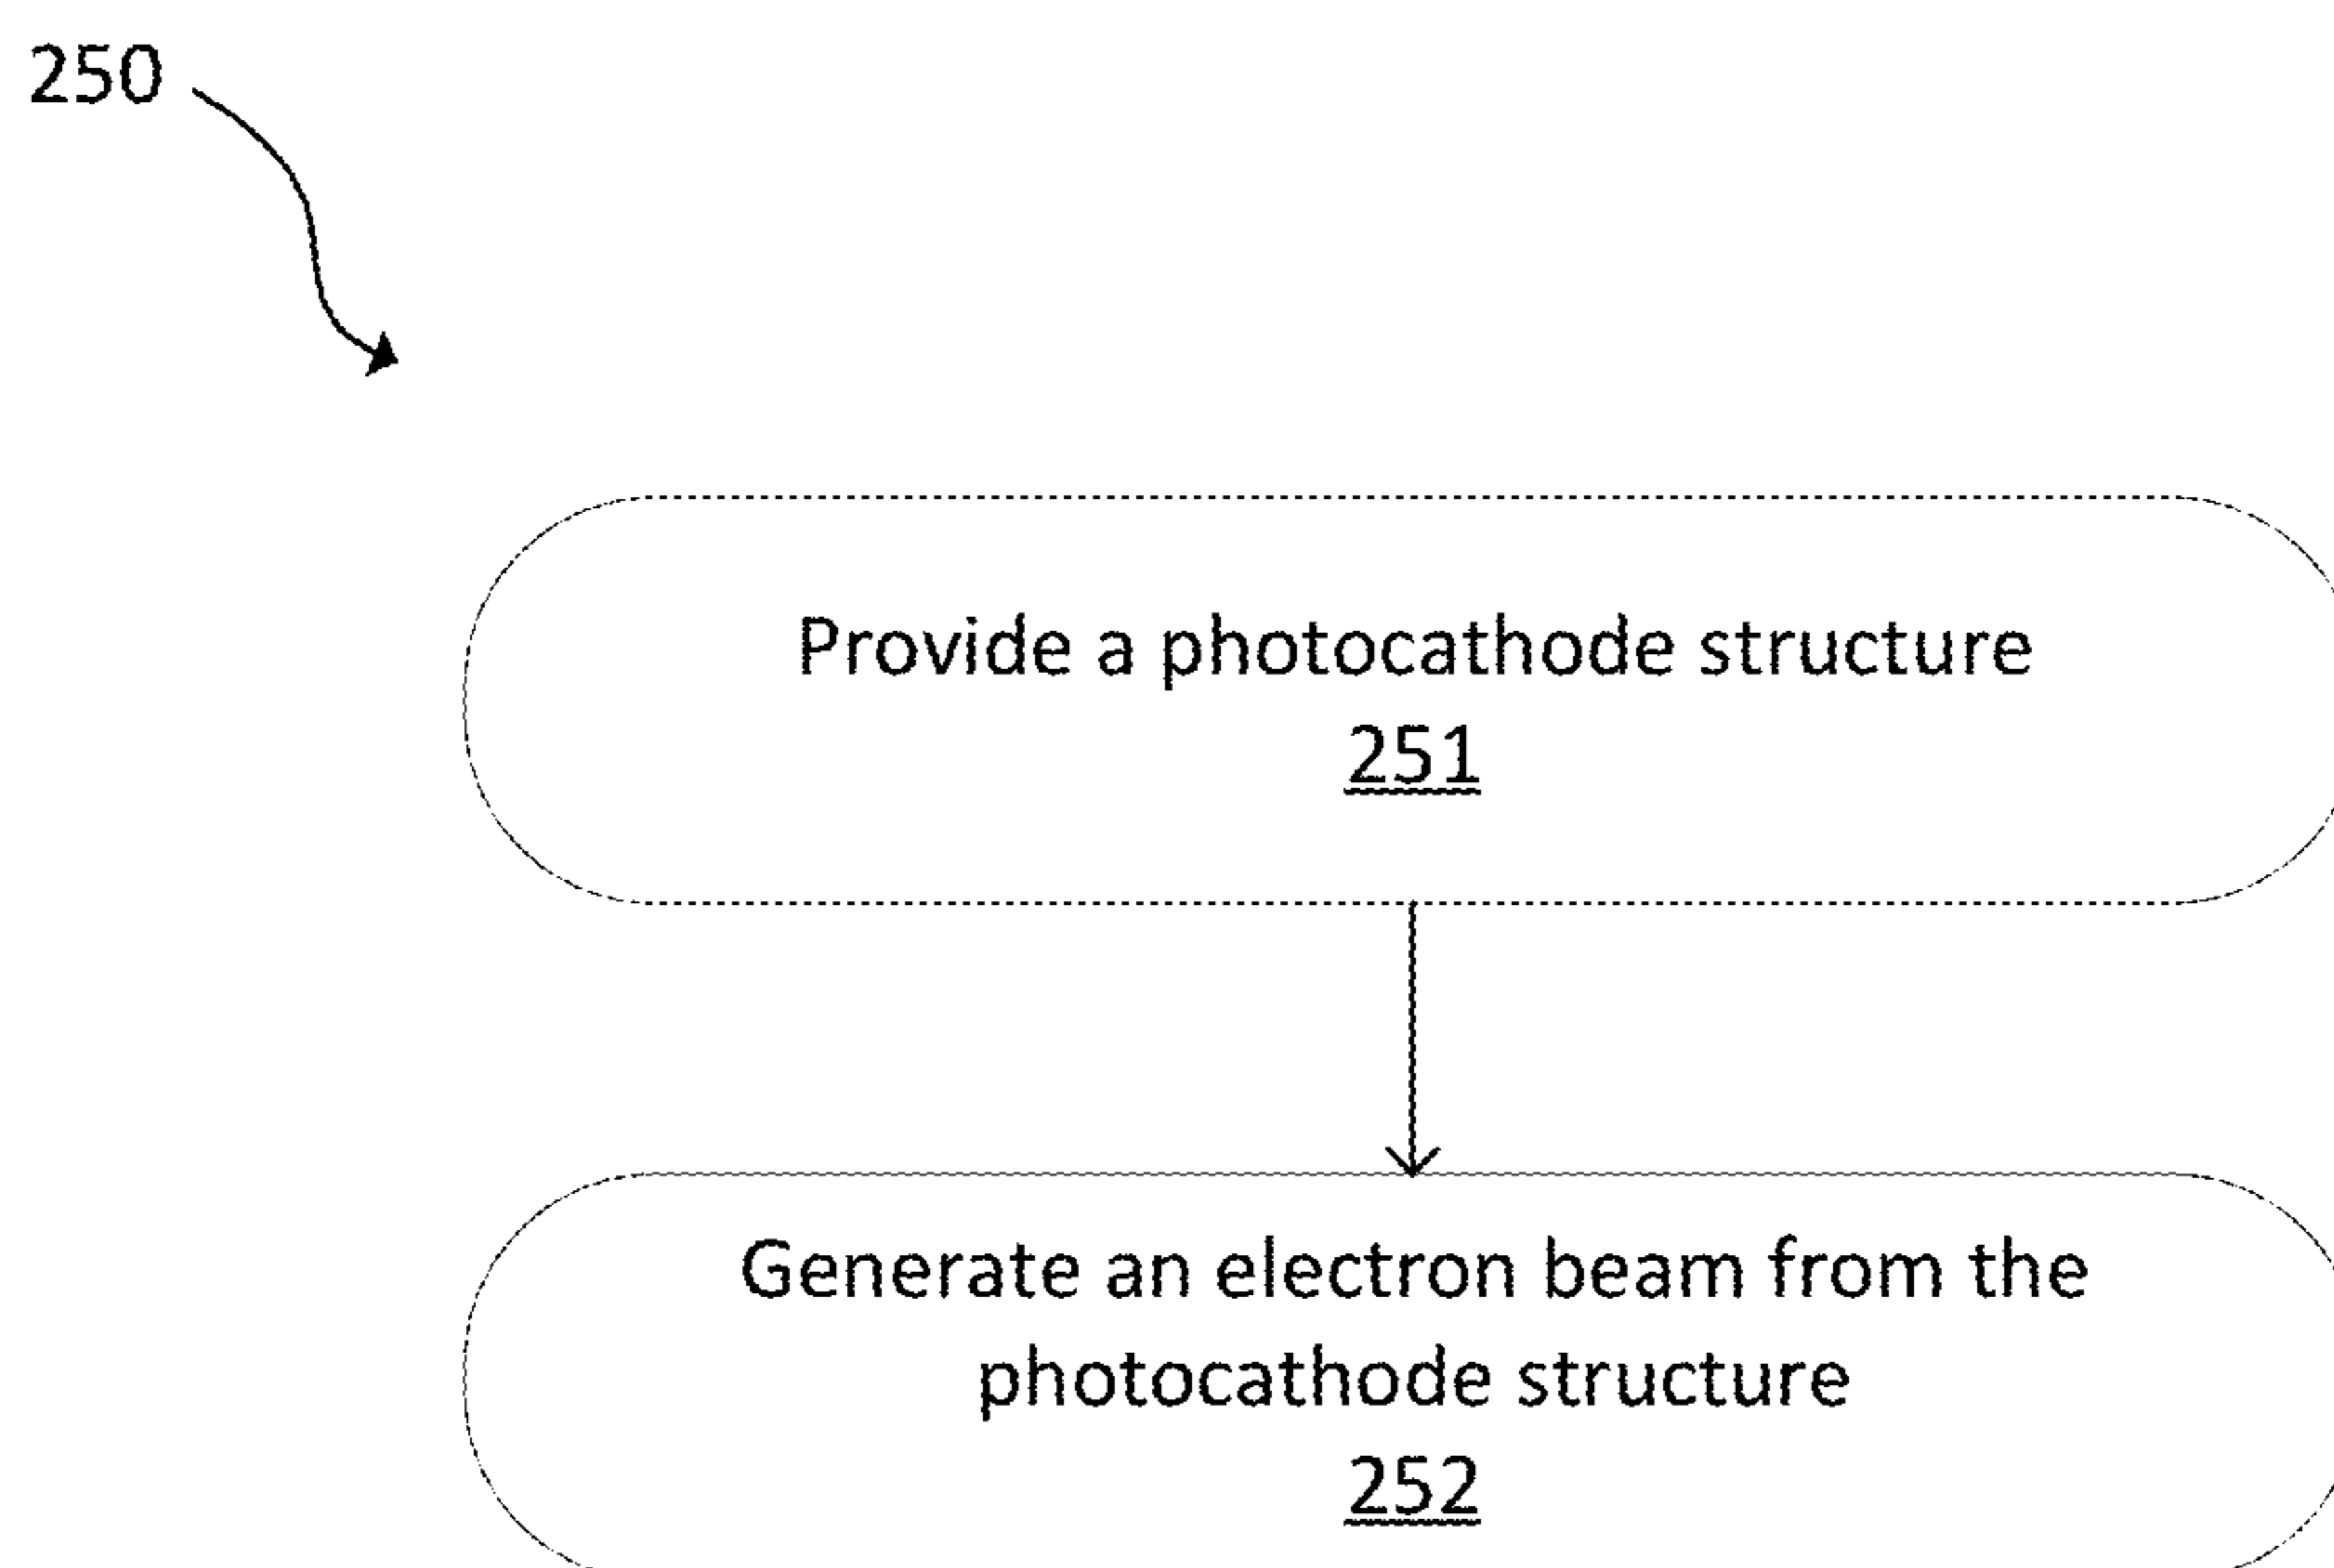 250
Provide a photocathode structure
251
Generate an electron beam from the
photocathode structure
252